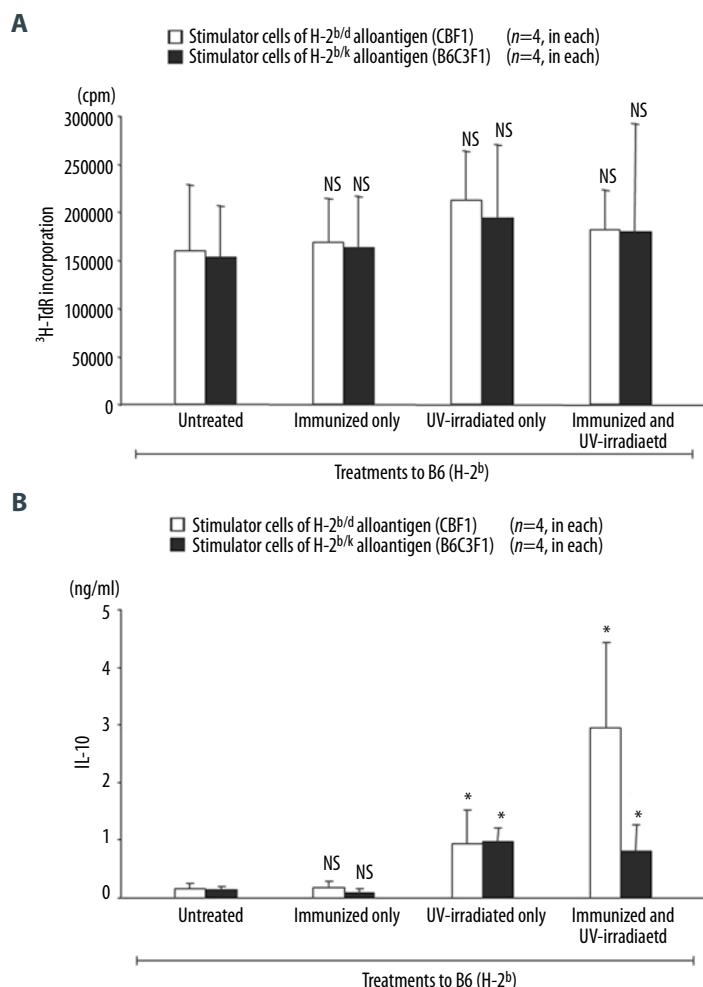 A
Stimulator cells of H-2b/d alloantigen (CBF1) (n=4, in each)
Stimulator cells of H-2b/k alloantigen (B6C3F1) (n=4, in each)
(cpm)
300000
250000
200000
150000
100000
50000
0
3H-TdR incorporation
NS NS
NS NS
NS NS
Untreated
Immunized only
UV-irradiated only
Immunized and
UV-irradiaetd
Treatments to B6 (H-2b)
B
Stimulator cells of H-2b/d alloantigen (CBF1) (n=4, in each)
Stimulator cells of H-2b/k alloantigen (B6C3F1) (n=4, in each)
(ng/ml)
5
4
3
2
1
0
IL-10
NS NS
* *
* *
Untreated
Immunized only
UV-irradiated only
Immunized and
UV-irradiaetd
Treatments to B6 (H-2b)